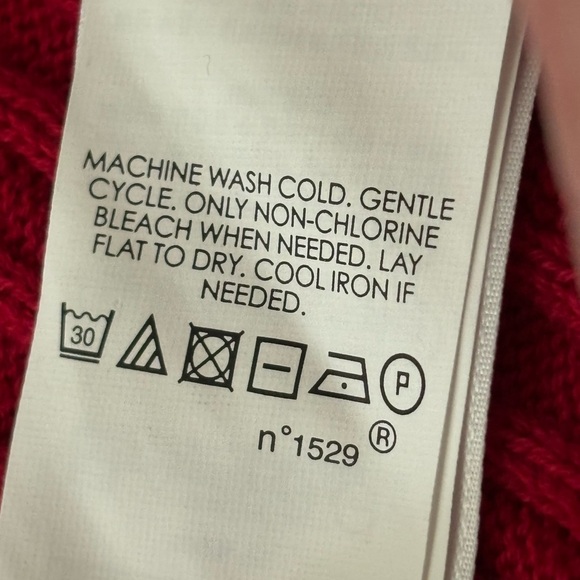 MACHINE WASH COLD. GENTLE
CYCLE. ONLY NON-CHLORINE
BLEACH WHEN NEEDED. LAY
FLAT TO DRY. COOL IRON IF
NEEDED.
30 P
n°1529 ®